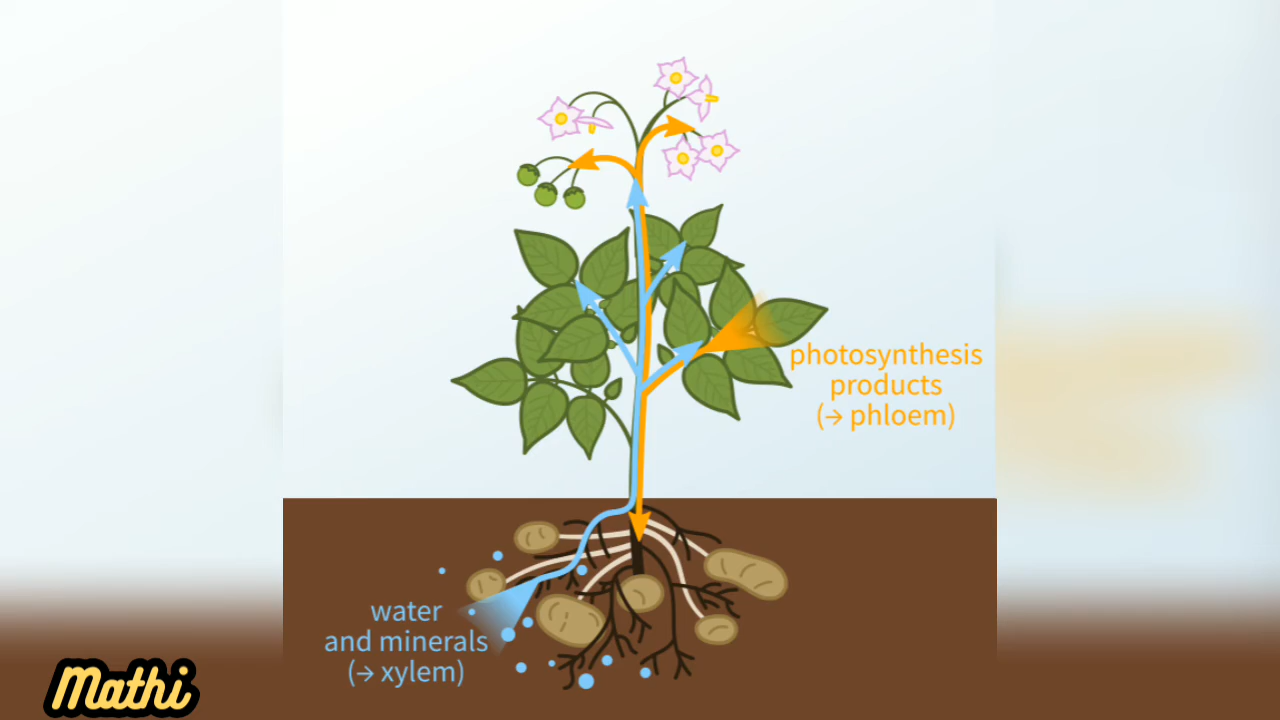 photosynthesis
products
(→ phloem)
water
and minerals
(→ xylem)
Mathi